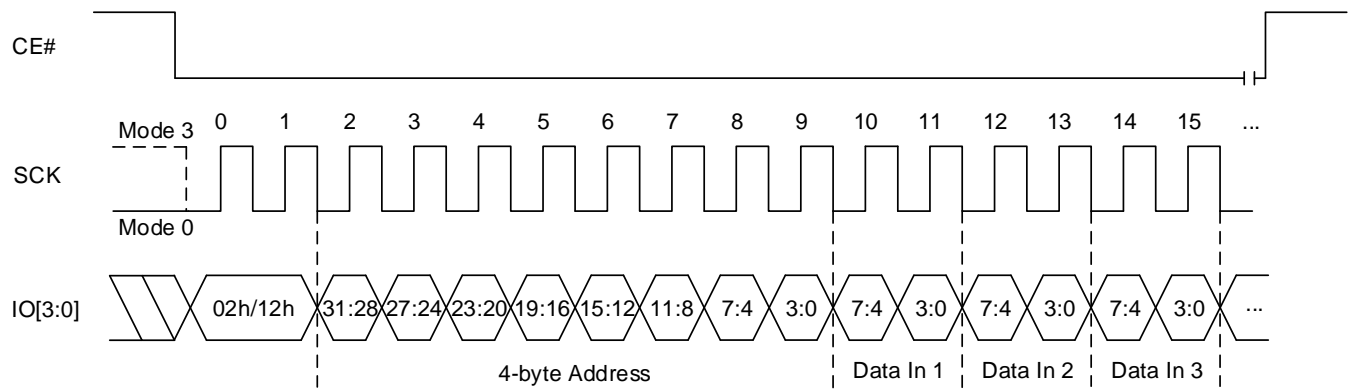 CE#
Mode 3 0 1 2 3 4 5 6 7 8 9 10 11 12 13 14 15 ...
SCK
Mode 0
IO[3:0] 02h/12h 31:28 27:24 23:20 19:16 15:12 11:8 7:4 3:0 7:4 3:0 7:4 3:0 7:4 3:0 ...
4-byte Address Data In 1 Data In 2 Data In 3